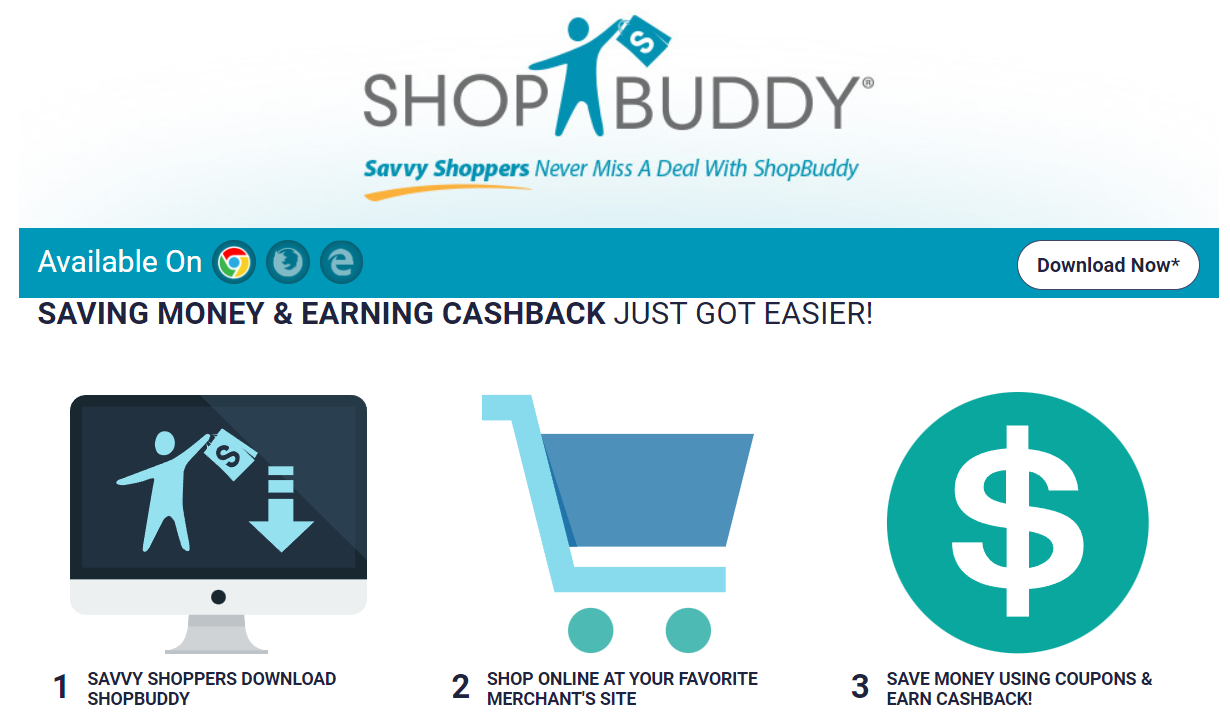 SHOP BUDDY®
Savvy Shoppers Never Miss A Deal With ShopBuddy
Available On
Download Now*
SAVING MONEY & EARNING CASHBACK JUST GOT EASIER!
1 SAVVY SHOPPERS DOWNLOAD
SHOPBUDDY
2 SHOP ONLINE AT YOUR FAVORITE
MERCHANT'S SITE
3 SAVE MONEY USING COUPONS &
EARN CASHBACK!